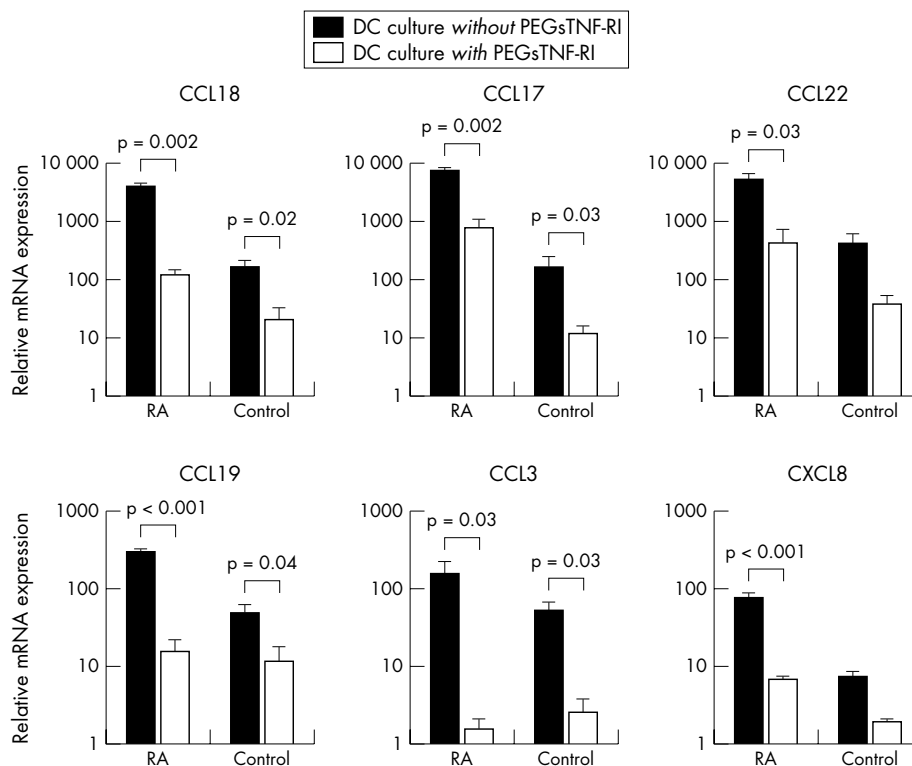 DC culture without PEGsTNF-RI
DC culture with PEGsTNF-RI
CCL18
CCL17
CCL22
Relative mRNA expression
10 000
1000
100
10
1
p = 0.002
p = 0.02
RA
Control
10 000
1000
100
10
1
p = 0.002
p = 0.03
RA
Control
10 000
1000
100
10
1
p = 0.03
RA
Control
CCL19
CCL3
CXCL8
Relative mRNA expression
1000
100
10
1
p < 0.001
p = 0.04
RA
Control
1000
100
10
1
p = 0.03
p = 0.03
RA
Control
1000
100
10
1
p < 0.001
RA
Control